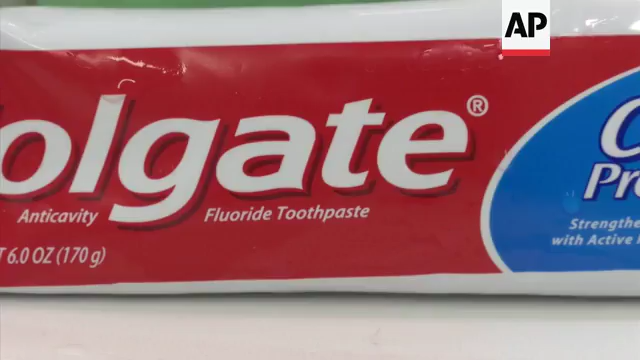 AP
olgate®
Anticavity Fluoride Toothpaste
T 6.0 OZ (170 g)
C
Pr
Strengthe
with Active